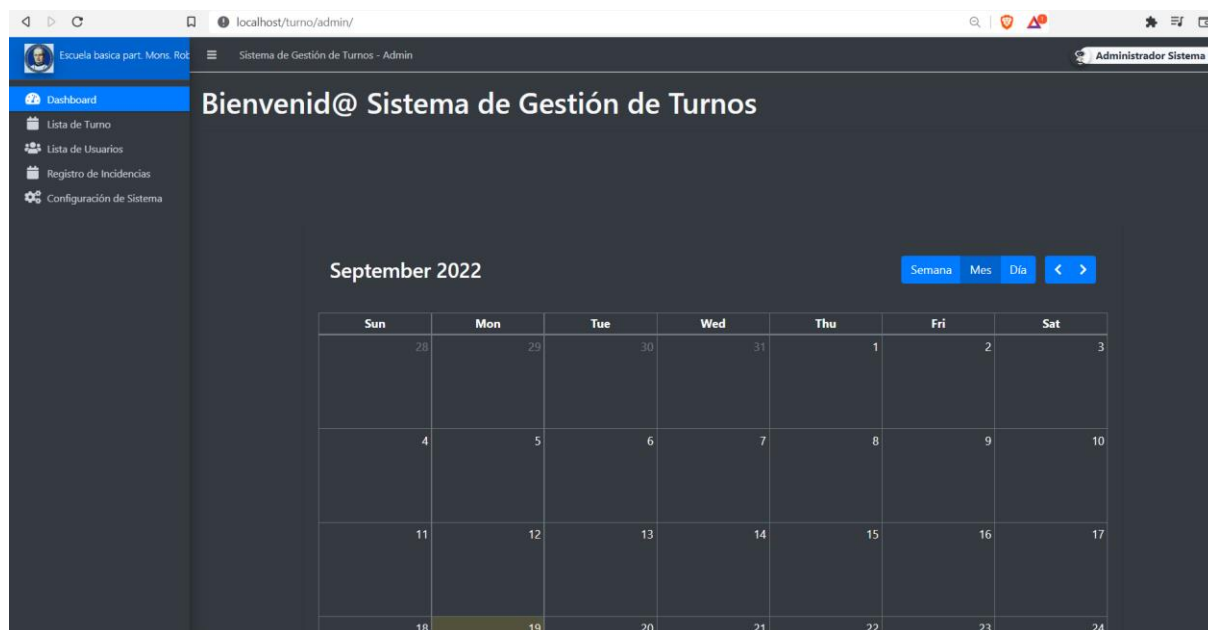 localhost/turno/admin/
Escuela basica part. Mons. Rob
Sistema de Gestión de Turnos - Admin
Administrador Sistema
Dashboard
Bienvenid@ Sistema de Gestión de Turnos
Lista de Turno
Lista de Usuarios
Registro de Incidencias
Configuración de Sistema
September 2022
Semana Mes Día
Sun Mon Tue Wed Thu Fri Sat
28 29 30 31 1 2 3
4 5 6 7 8 9 10
11 12 13 14 15 16 17
18 19 20 21 22 23 24